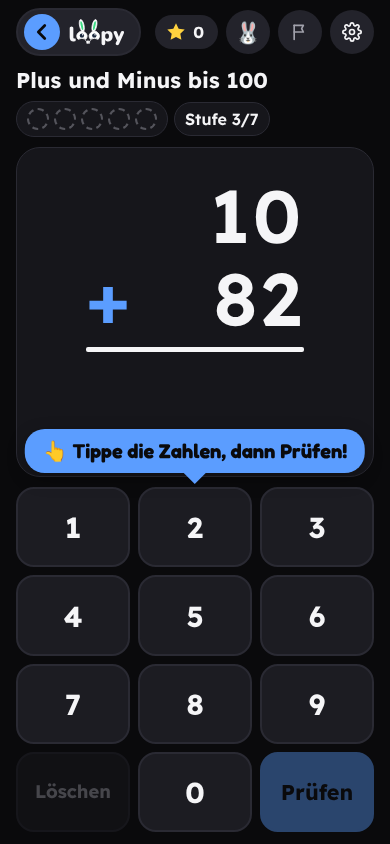 loopy
0
Plus und Minus bis 100
Stufe 3/7
10
+ 82
👆 Tippe die Zahlen, dann Prüfen!
1 2 3
4 5 6
7 8 9
Löschen 0 Prüfen